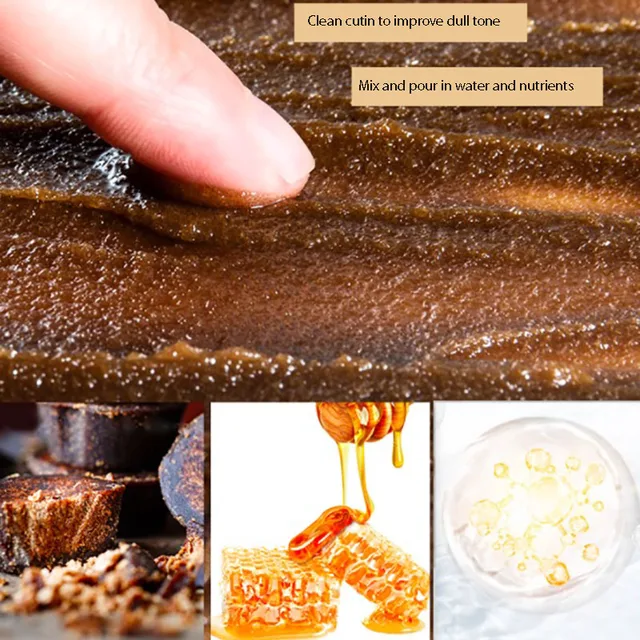 Clean cutin to improve dull tone
Mix and pour in water and nutrients